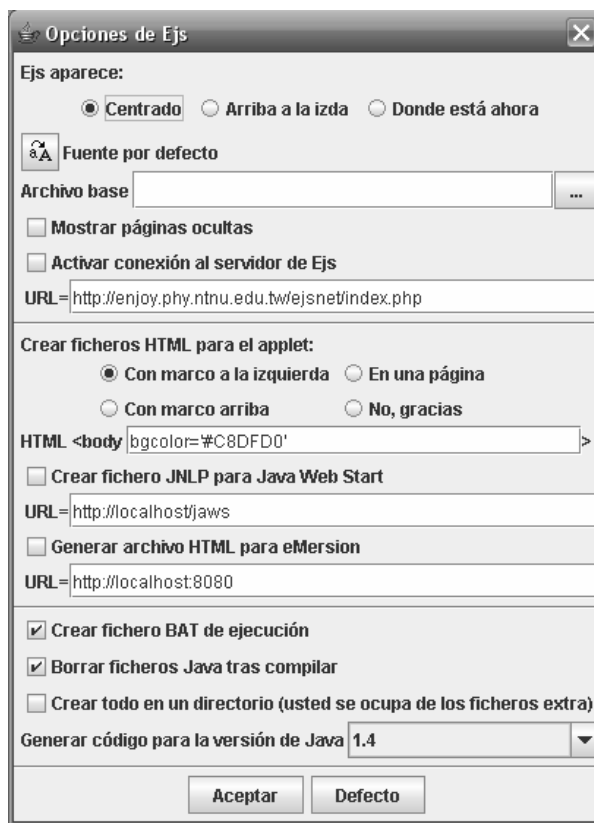 Opciones de Ejs
Ejs aparece:
Centrado Arriba a la izda Donde está ahora
Fuente por defecto
Archivo base ...
Mostrar páginas ocultas
Activar conexión al servidor de Ejs
URL= http://enjoy.phy.ntnu.edu.tw/ejsnet/index.php
Crear ficheros HTML para el applet:
Con marco a la izquierda En una página
Con marco arriba No, gracias
HTML <body bgcolor='#C8DFD0' >
Crear fichero JNLP para Java Web Start
URL= http://localhost/jaws
Generar archivo HTML para eMersion
URL= http://localhost:8080
Crear fichero BAT de ejecución
Borrar ficheros Java tras compilar
Crear todo en un directorio (usted se ocupa de los ficheros extra)
Generar código para la versión de Java 1.4
Aceptar Defecto